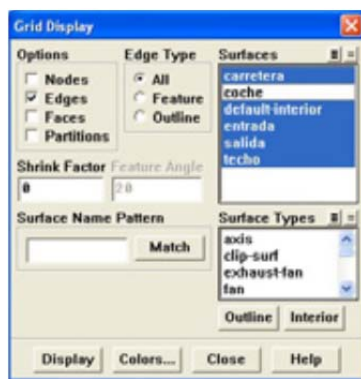 Grid Display
Options
Nodes
Edges
Faces
Partitions
Edge Type
All
Feature
Outline
Surfaces
carretera
coche
default-interior
entrada
salida
techo
Shrink Factor Feature Angle
0 20
Surface Name Pattern
Match
Surface Types
axis
clip-surf
exhaust-fan
fan
Outline Interior
Display Colors... Close Help